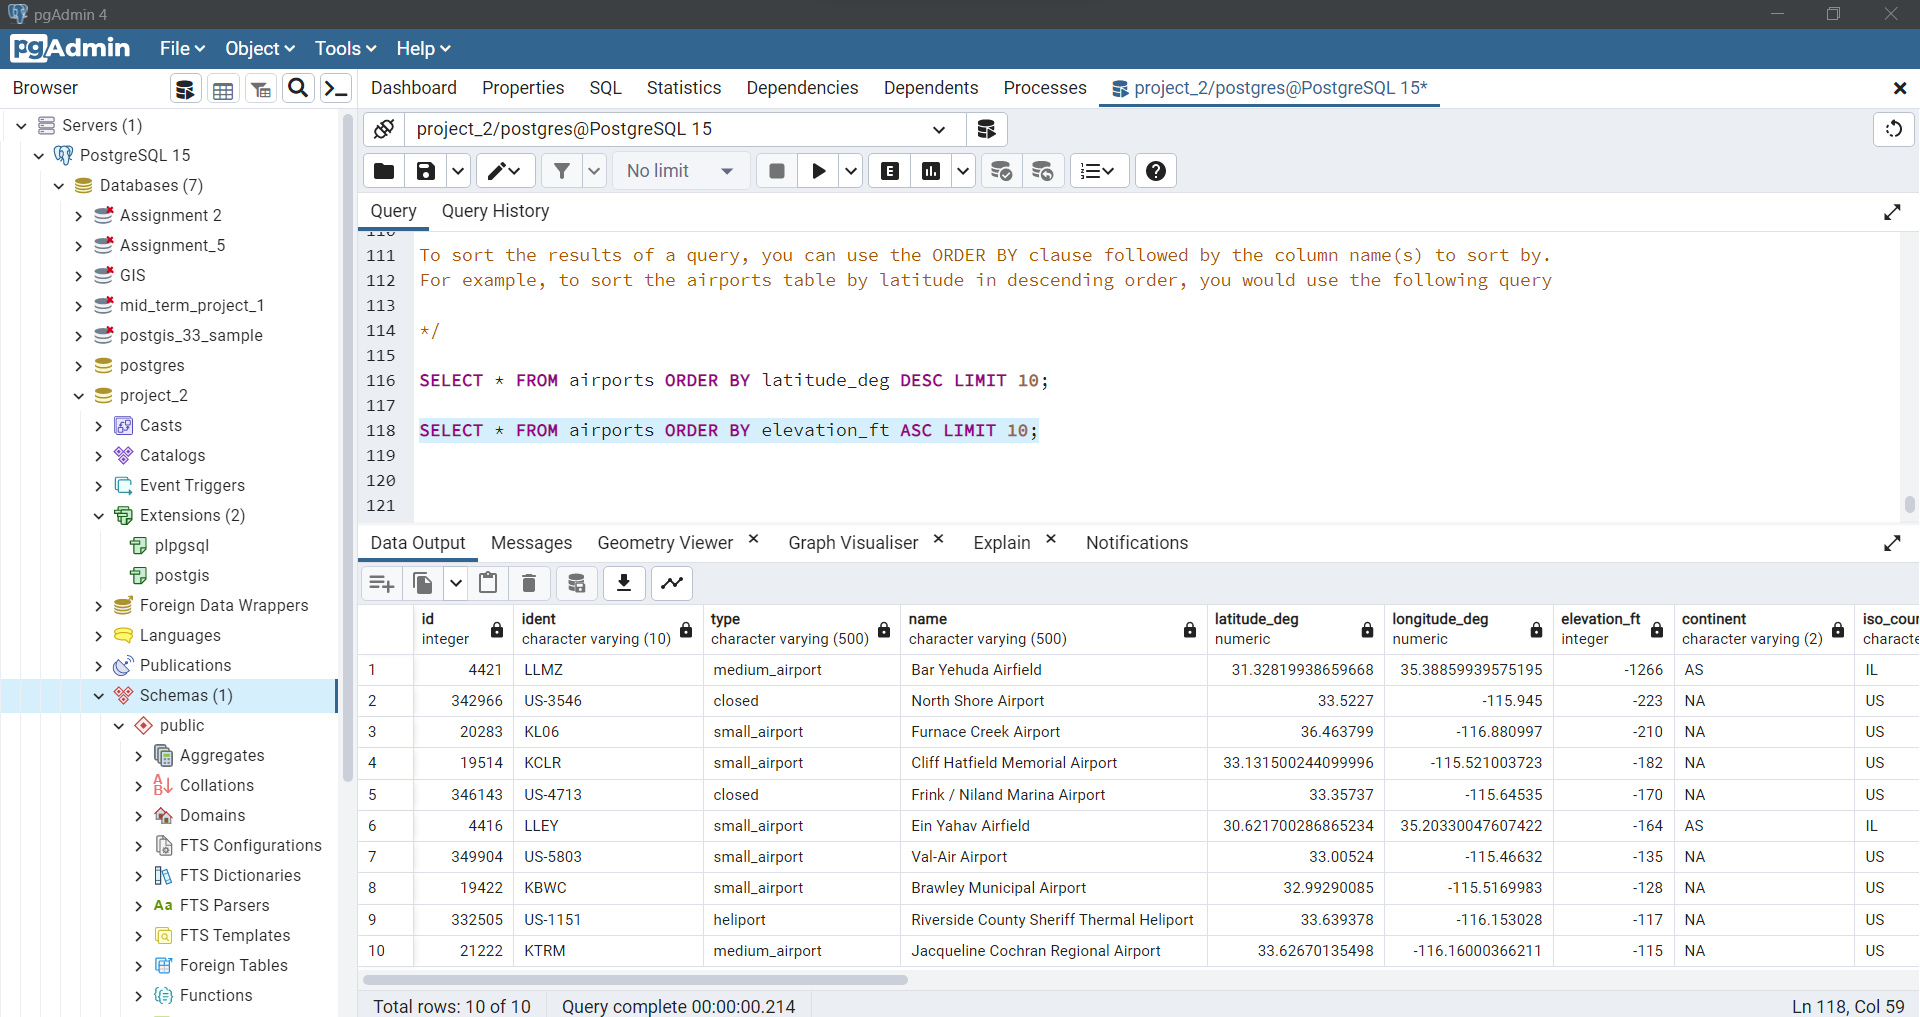 pgAdmin 4
pgAdmin File Object Tools Help
Browser
Dashboard Properties SQL Statistics Dependencies Dependents Processes project_2/postgres@PostgreSQL 15*
Servers (1)
PostgreSQL 15
Databases (7)
Assignment 2
Assignment_5
GIS
mid_term_project_1
postgis_33_sample
postgres
project_2
Casts
Catalogs
Event Triggers
Extensions (2)
plpgsql
postgis
Foreign Data Wrappers
Languages
Publications
Schemas (1)
public
Aggregates
Collations
Domains
FTS Configurations
FTS Dictionaries
Aa FTS Parsers
FTS Templates
Foreign Tables
Functions
project_2/postgres@PostgreSQL 15
No limit E
Query Query History
110
111 To sort the results of a query, you can use the ORDER BY clause followed by the column name(s) to sort by.
112 For example, to sort the airports table by latitude in descending order, you would use the following query
113
114 */
115
116 SELECT * FROM airports ORDER BY latitude_deg DESC LIMIT 10;
117
118 SELECT * FROM airports ORDER BY elevation_ft ASC LIMIT 10;
119
120
121
Data Output Messages Geometry Viewer Graph Visualiser Explain Notifications
id ident type name latitude_deg longitude_deg elevation_ft continent iso_cour
integer character varying (10) character varying (500) character varying (500) numeric numeric integer character varying (2) characte
1 4421 LLMZ medium_airport Bar Yehuda Airfield 31.32819938659668 35.38859939575195 -1266 AS IL
2 342966 US-3546 closed North Shore Airport 33.5227 -115.945 -223 NA US
3 20283 KL06 small_airport Furnace Creek Airport 36.463799 -116.880997 -210 NA US
4 19514 KCLR small_airport Cliff Hatfield Memorial Airport 33.131500244099996 -115.521003723 -182 NA US
5 346143 US-4713 closed Frink / Niland Marina Airport 33.35737 -115.64535 -170 NA US
6 4416 LLEY small_airport Ein Yahav Airfield 30.621700286865234 35.20330047607422 -164 AS IL
7 349904 US-5803 small_airport Val-Air Airport 33.00524 -115.46632 -135 NA US
8 19422 KBWC small_airport Brawley Municipal Airport 32.99290085 -115.5169983 -128 NA US
9 332505 US-1151 heliport Riverside County Sheriff Thermal Heliport 33.639378 -116.153028 -117 NA US
10 21222 KTRM medium_airport Jacqueline Cochran Regional Airport 33.62670135498 -116.16000366211 -115 NA US
Total rows: 10 of 10 Query complete 00:00:00.214 Ln 118, Col 59